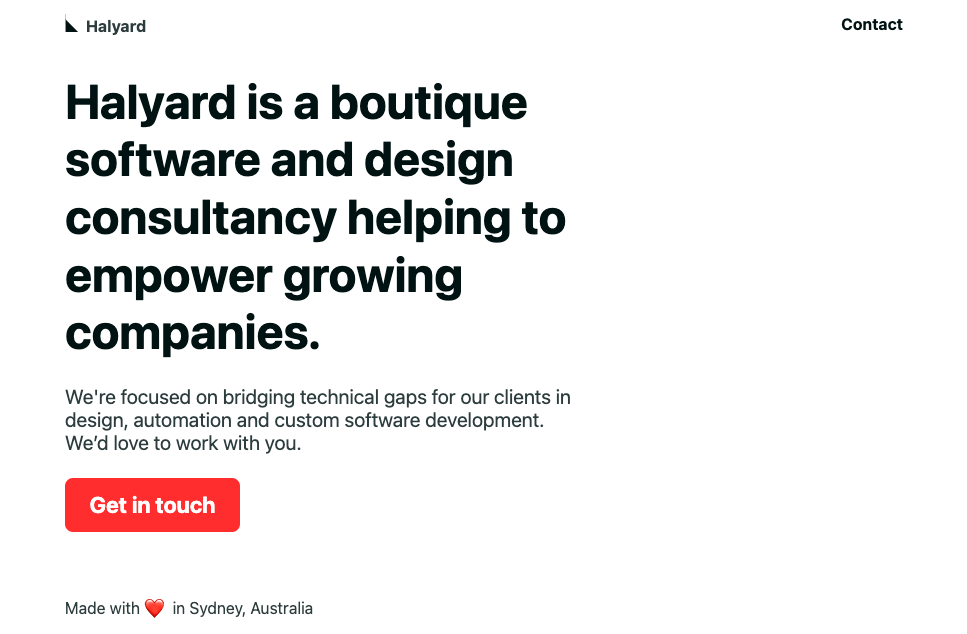 Halyard
Contact
Halyard is a boutique
software and design
consultancy helping to
empower growing
companies.
We're focused on bridging technical gaps for our clients in
design, automation and custom software development.
We’d love to work with you.
Get in touch
Made with ❤️ in Sydney, Australia